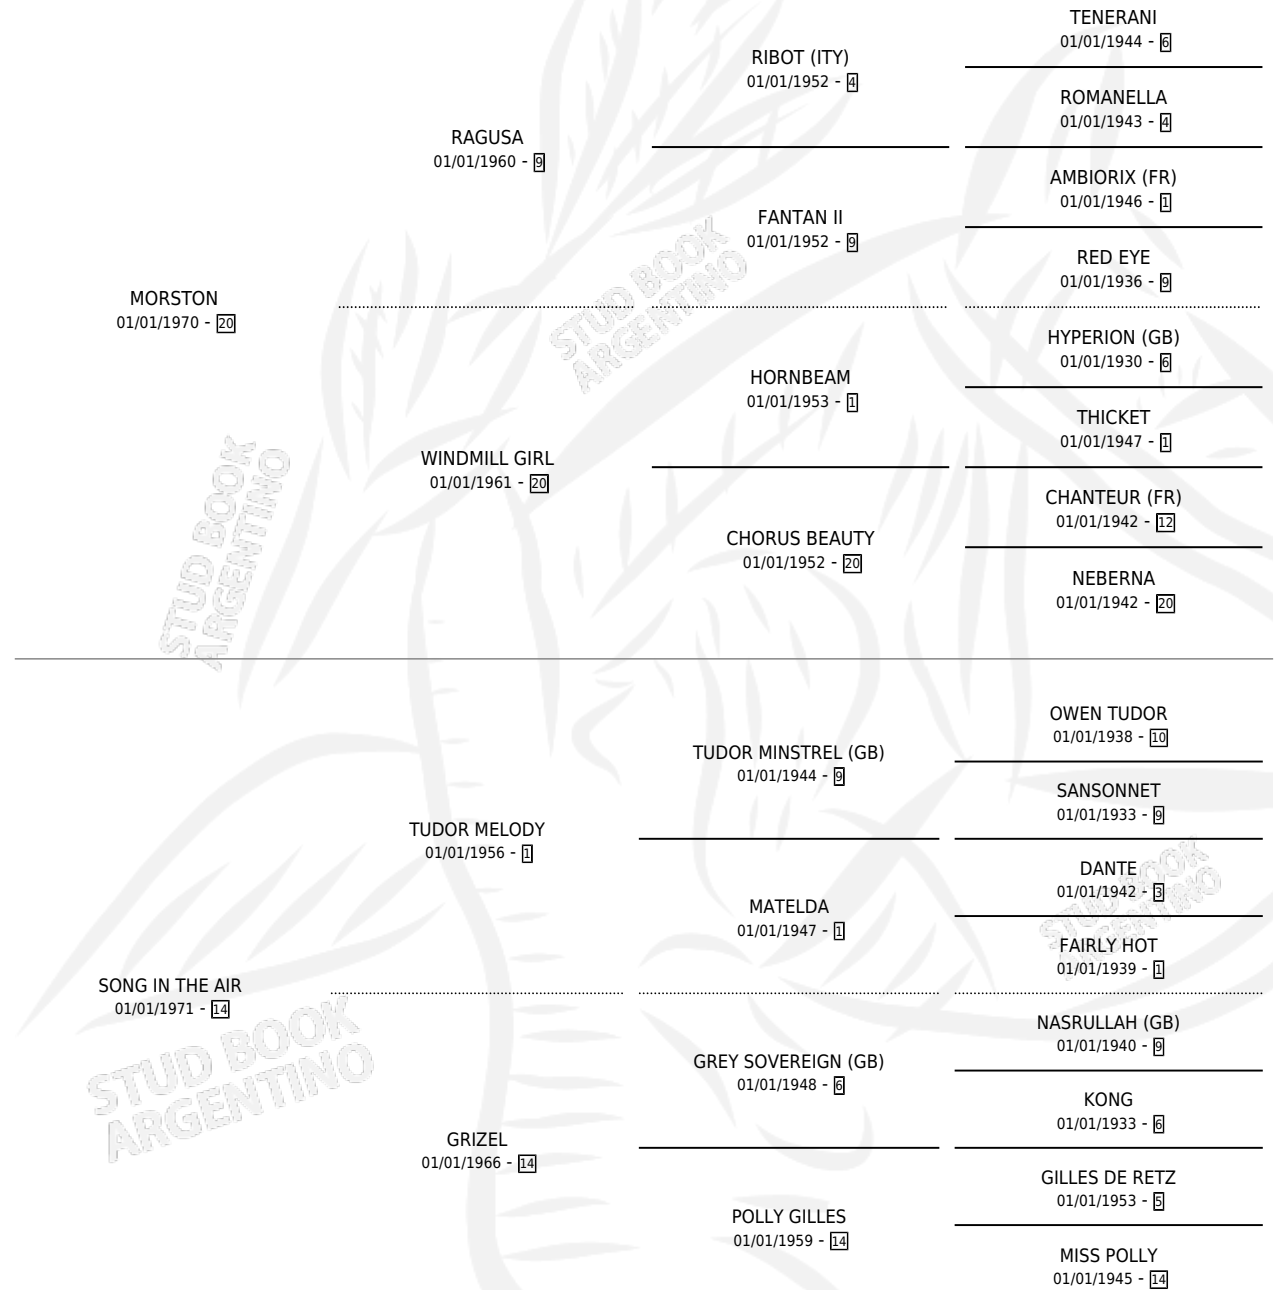 TENERANI
01/01/1944 - 6
RIBOT (ITY)
01/01/1952 - 4
ROMANELLA
01/01/1943 - 4
RAGUSA
01/01/1960 - 9
AMBIORIX (FR)
01/01/1946 - 1
FANTAN II
01/01/1952 - 9
RED EYE
01/01/1936 - 9
MORSTON
01/01/1970 - 20
HYPERION (GB)
01/01/1930 - 6
HORNBEAM
01/01/1953 - 1
THICKET
01/01/1947 - 1
WINDMILL GIRL
01/01/1961 - 20
CHANTEUR (FR)
01/01/1942 - 12
CHORUS BEAUTY
01/01/1952 - 20
NEBERNA
01/01/1942 - 20
STUD BOOK
ARGENTINO
STUD BOOK
ARGENTINO
OWEN TUDOR
01/01/1938 - 10
TUDOR MINSTREL (GB)
01/01/1944 - 9
SANSONNET
01/01/1933 - 9
TUDOR MELODY
01/01/1956 - 1
DANTE
01/01/1942 - 3
MATELDA
01/01/1947 - 1
FAIRLY HOT
01/01/1939 - 1
STUD BOOK
ARGENTINO
SONG IN THE AIR
01/01/1971 - 14
NASRULLAH (GB)
01/01/1940 - 9
GREY SOVEREIGN (GB)
01/01/1948 - 6
KONG
01/01/1933 - 6
STUD BOOK
ARGENTINO
GRIZEL
01/01/1966 - 14
GILLES DE RETZ
01/01/1953 - 5
POLLY GILLES
01/01/1959 - 14
MISS POLLY
01/01/1945 - 14